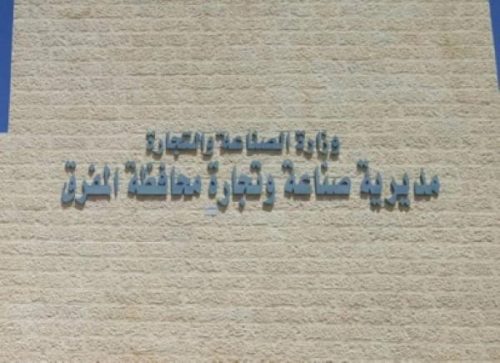 وزارة الصناعة والتجارة
مديرية صناعة وتجارة محافظة المفرق